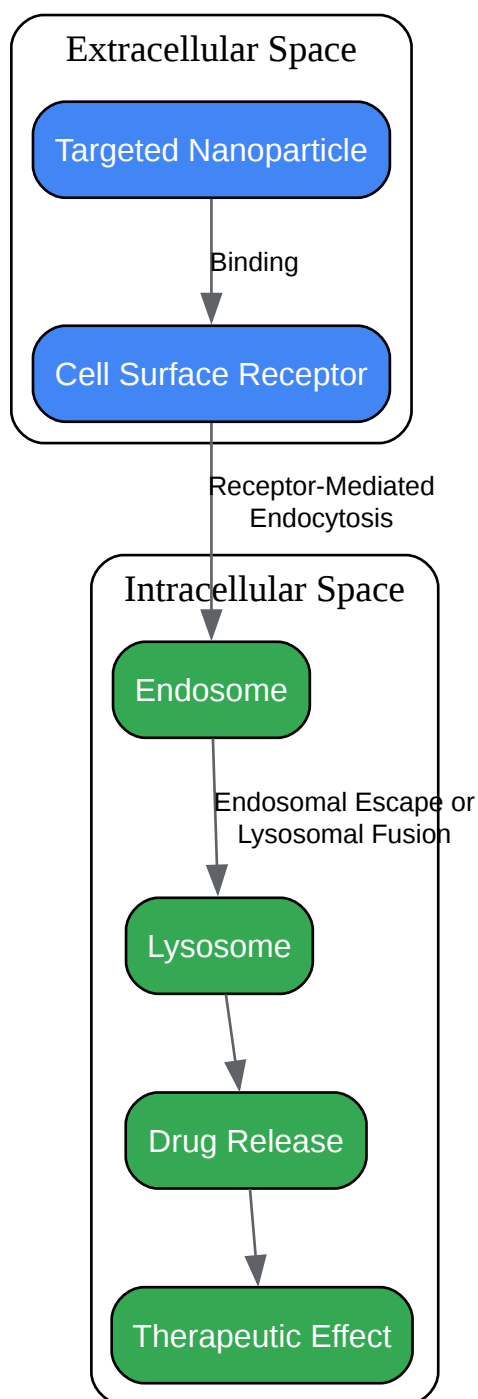 Extracellular Space
Targeted Nanoparticle
Binding
Cell Surface Receptor
Receptor-Mediated
Endocytosis
Intracellular Space
Endosome
Endosomal Escape or
Lysosomal Fusion
Lysosome
Drug Release
Therapeutic Effect